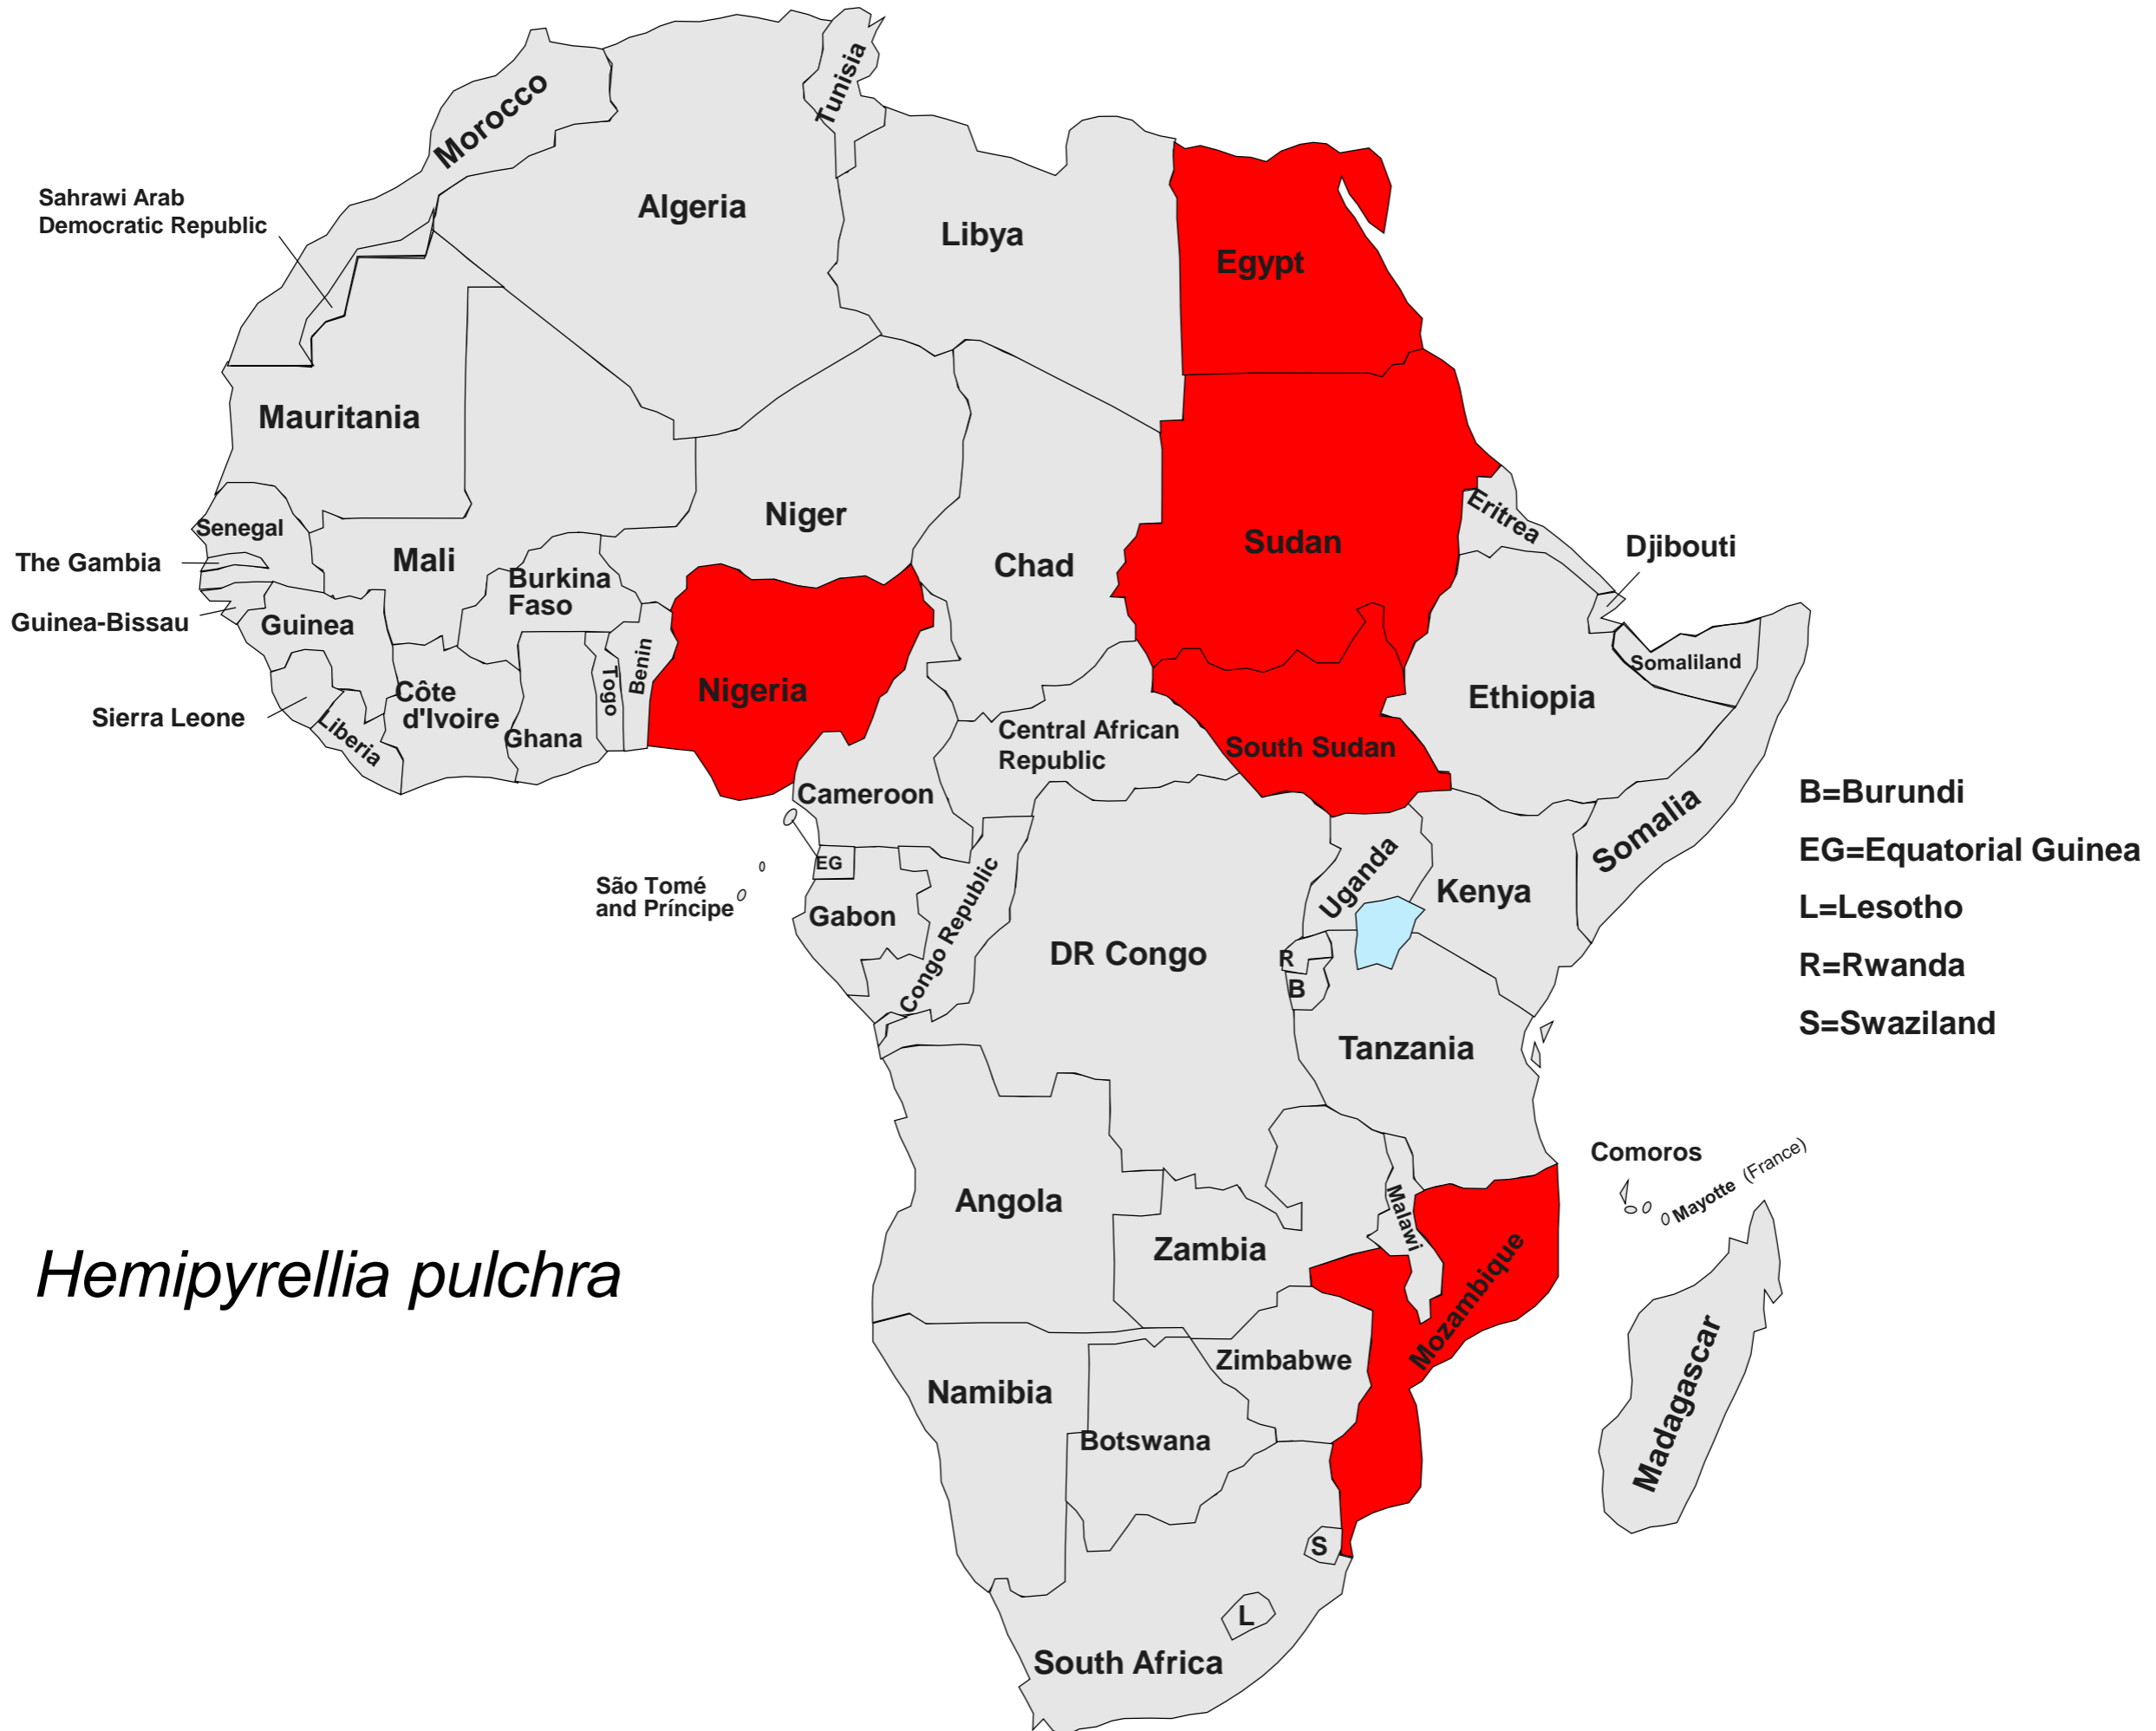 Tunisia
Morocco
Sahrawi Arab
Democratic Republic
Algeria
Libya
Egypt
Mauritania
Niger
Eritrea
Senegal
Sudan
Djibouti
The Gambia
Mali
Chad
Burkina
Faso
Guinea-Bissau
Guinea
Benin
Somaliland
Togo
Nigeria
Côte
d'Ivoire
Ethiopia
Sierra Leone
Liberia
Ghana
Central African
Republic
South Sudan
Cameroon
B=Burundi
Somalia
EG=Equatorial Guinea
EG
Uganda
São Tomé
and Príncipe
Kenya
Gabon
Congo Republic
L=Lesotho
DR Congo
R
R=Rwanda
B
S=Swaziland
Tanzania
Comoros
Mayotte (France)
Angola
Malawi
Zambia
Mozambique
Hemipyrellia pulchra
Zimbabwe
Namibia
Madagascar
Botswana
S
L
South Africa